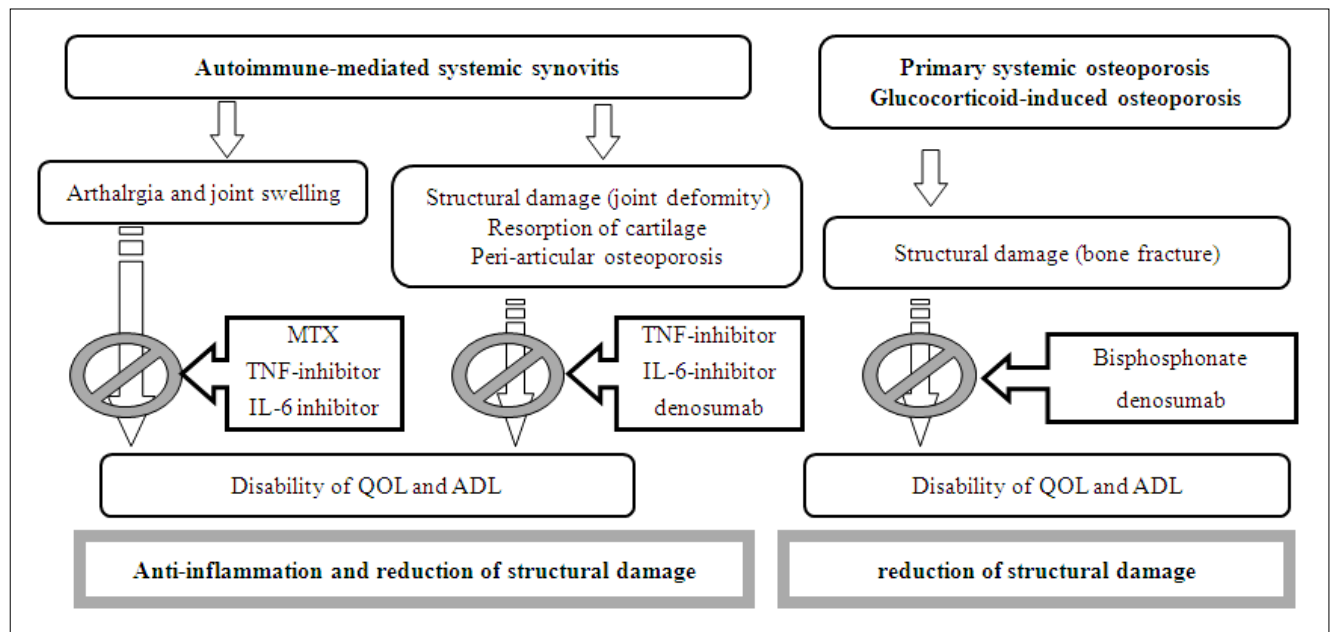 Autoimmune-mediated systemic synovitis
Primary systemic osteoporosis
Glucocorticoid-induced osteoporosis
Arthalrgia and joint swelling
Structural damage (joint deformity)
Resorption of cartilage
Peri-articular osteoporosis
Structural damage (bone fracture)
MTX
TNF-inhibitor
IL-6 inhibitor
TNF-inhibitor
IL-6-inhibitor
denosumab
Bisphosphonate
denosumab
Disability of QOL and ADL
Disability of QOL and ADL
Anti-inflammation and reduction of structural damage
reduction of structural damage